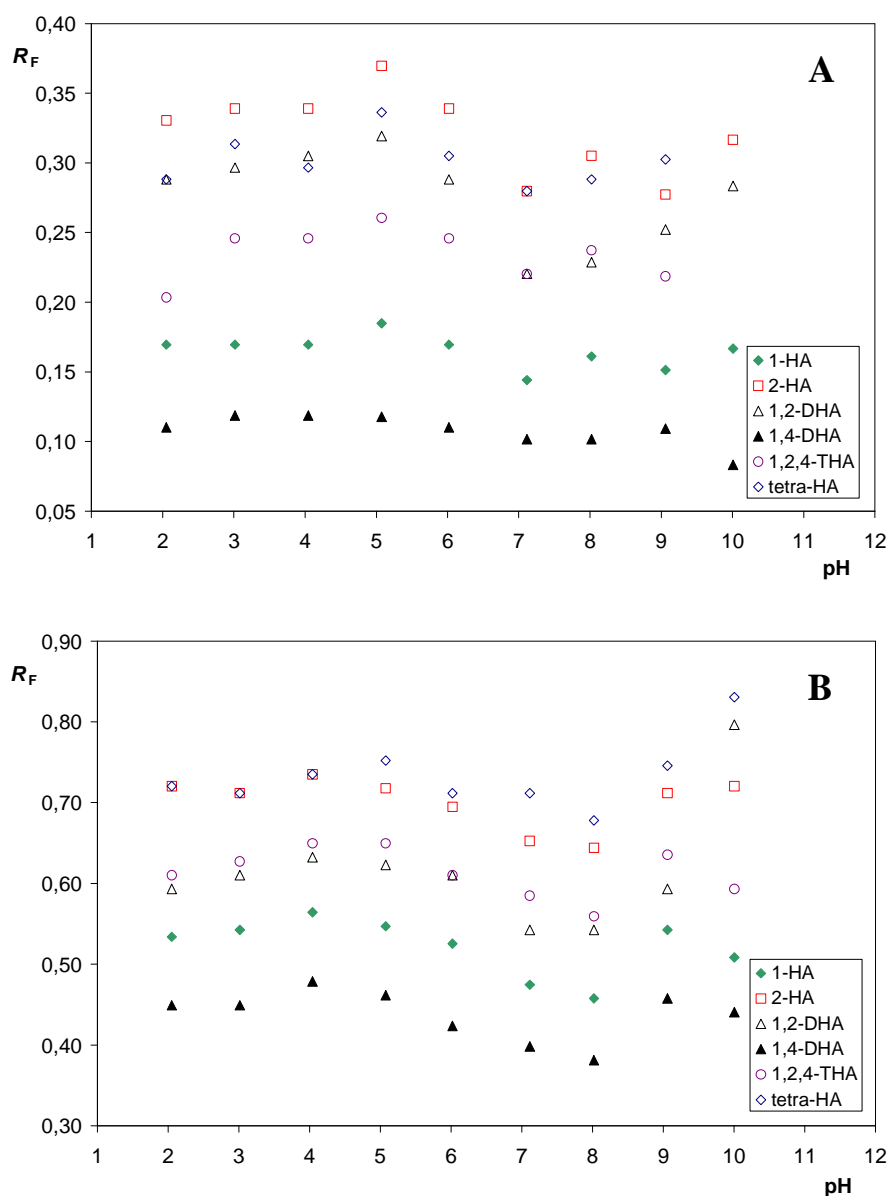 0,40
R_F
A
0,35
0,30
0,25
0,20
0,15
0,10
0,05
1-HA
2-HA
1,2-DHA
1,4-DHA
1,2,4-THA
tetra-HA
1 2 3 4 5 6 7 8 9 10 11 12
pH
0,90
R_F
B
0,80
0,70
0,60
0,50
0,40
0,30
1-HA
2-HA
1,2-DHA
1,4-DHA
1,2,4-THA
tetra-HA
1 2 3 4 5 6 7 8 9 10 11 12
pH